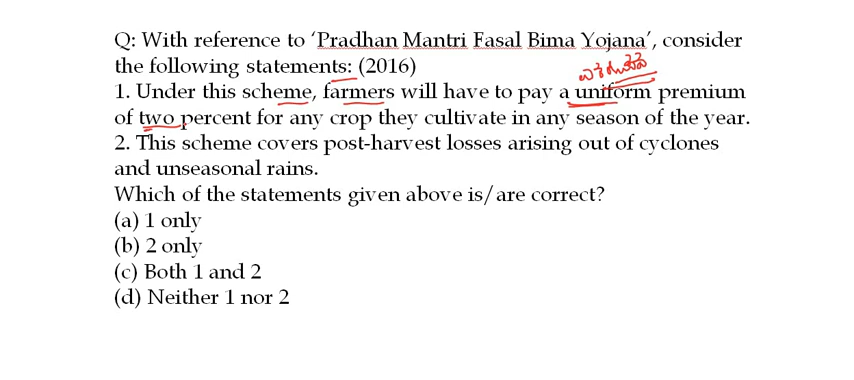 Q: With reference to ‘Pradhan Mantri Fasal Bima Yojana’, consider
the following statements: (2016)
1. Under this scheme, farmers will have to pay a uniform premium
of two percent for any crop they cultivate in any season of the year.
2. This scheme covers post-harvest losses arising out of cyclones
and unseasonal rains.
Which of the statements given above is/are correct?
(a) 1 only
(b) 2 only
(c) Both 1 and 2
(d) Neither 1 nor 2